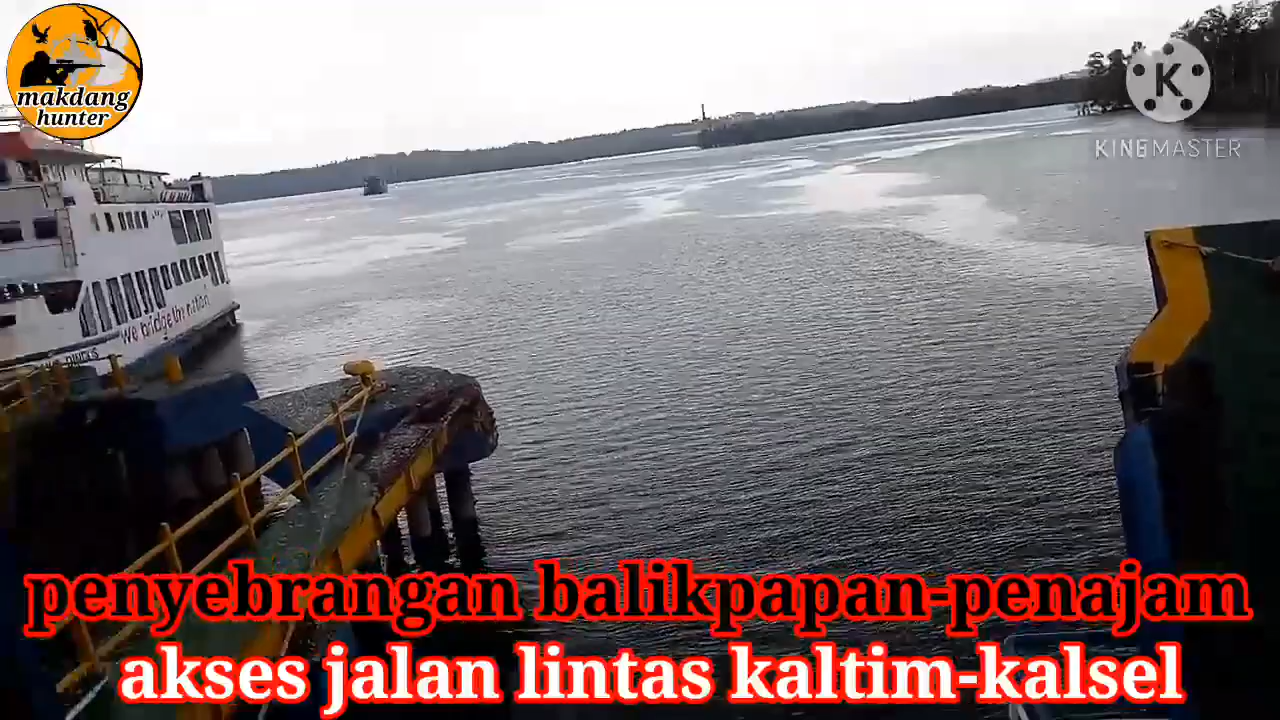 makdang
hunter
KINEMASTER
We bridge the nation
penyebrangan balikpapan-penajam
akses jalan lintas kaltim-kalsel